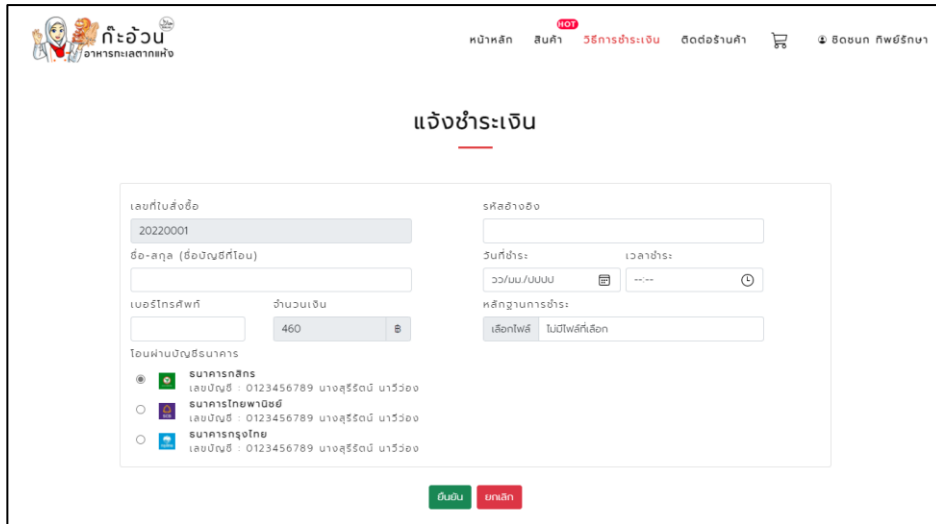 ก๊ะอ้วน
อาหารทะเลตากแห้ง
หน้าหลัก
สินค้า
HOT
วิธีการชำระเงิน
ติดต่อร้านค้า
ชิดชนก ทิพย์รักษา
แจ้งชำระเงิน
เลขที่ใบสั่งซื้อ
20220001
รหัสอ้างอิง
ชื่อ-สกุล (ชื่อบัญชีที่โอน)
วันที่ชำระ
เวลาชำระ
วว/มม./ปปปป
--:--
เบอร์โทรศัพท์
จำนวนเงิน
460
฿
หลักฐานการชำระ
เลือกไฟล์
ไม่มีไฟล์ที่เลือก
โอนผ่านบัญชีธนาคาร
ธนาคารกสิกร
เลขบัญชี : 0123456789 นางสุรีรัตน์ นาวีว่อง
ธนาคารไทยพานิชย์
เลขบัญชี : 0123456789 นางสุรีรัตน์ นาวีว่อง
ธนาคารกรุงไทย
เลขบัญชี : 0123456789 นางสุรีรัตน์ นาวีว่อง
ยืนยัน
ยกเลิก